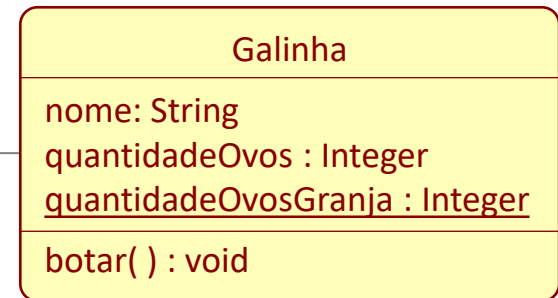 Galinha
nome: String
quantidadeOvos : Integer
quantidadeOvosGranja : Integer
botar( ) : void